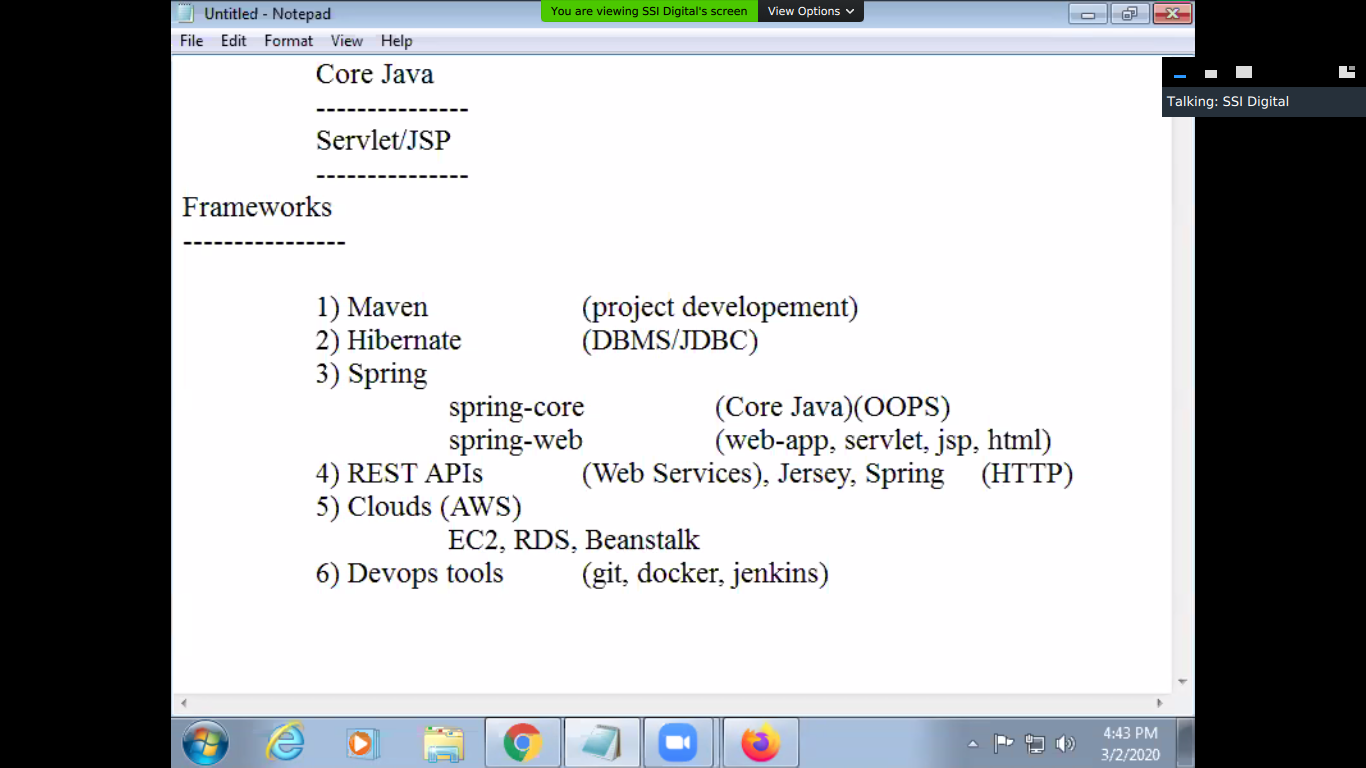 Untitled - Notepad
You are viewing SSI Digital's screen View Options
File Edit Format View Help
Talking: SSI Digital
Core Java
---------------
Servlet/JSP
---------------
Frameworks
----------------
1) Maven (project developement)
2) Hibernate (DBMS/JDBC)
3) Spring
spring-core (Core Java)(OOPS)
spring-web (web-app, servlet, jsp, html)
4) REST APIs (Web Services), Jersey, Spring (HTTP)
5) Clouds (AWS)
EC2, RDS, Beanstalk
6) Devops tools (git, docker, jenkins)
4:43 PM
3/2/2020